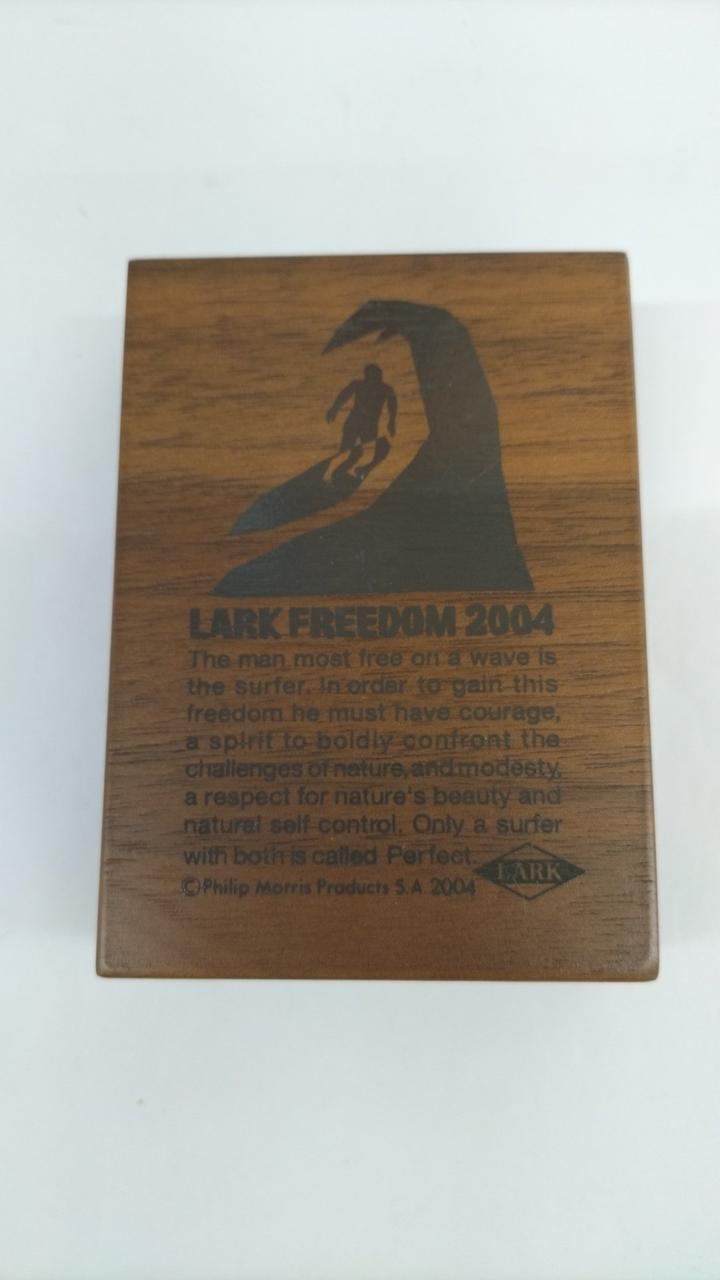 LARK FREEDOM 2004
The man most free on a wave is
the surfer. In order to gain this
freedom he must have courage,
a spirit to boldly confront the
challenges of nature, and modesty,
a respect for nature's beauty and
natural self control. Only a surfer
with both is called Perfect.
LARK
©Philip Morris Products S.A. 2004